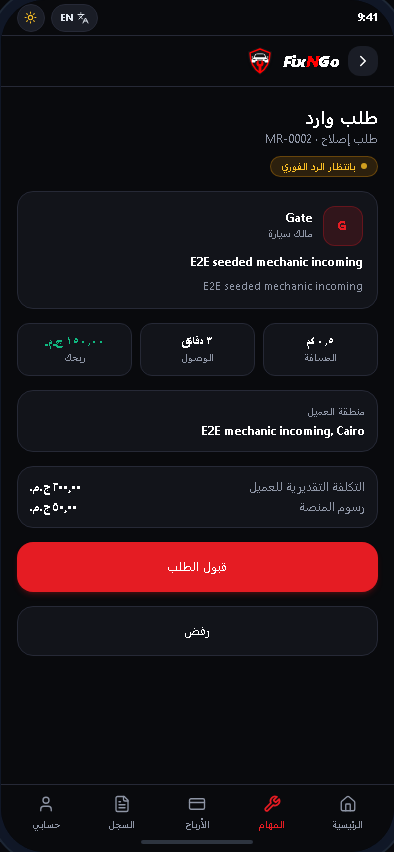 9:41
EN
FixNGo
طلب وارد
طلب إصلاح · MR-0002
بانتظار الرد الفوري
G
Gate
مالك سيارة
E2E seeded mechanic incoming
E2E seeded mechanic incoming
٠٫٥ كم
المسافة
٣ دقائق
الوصول
١٥٠٫٠٠ ج.م.
ربحك
منطقة العميل
E2E mechanic incoming, Cairo
التكلفة التقديرية للعميل ٢٠٠٫٠٠ ج.م.
رسوم المنصة ٥٠٫٠٠ ج.م.
قبول الطلب
رفض
الرئيسية
المهام
الأرباح
السجل
حسابي